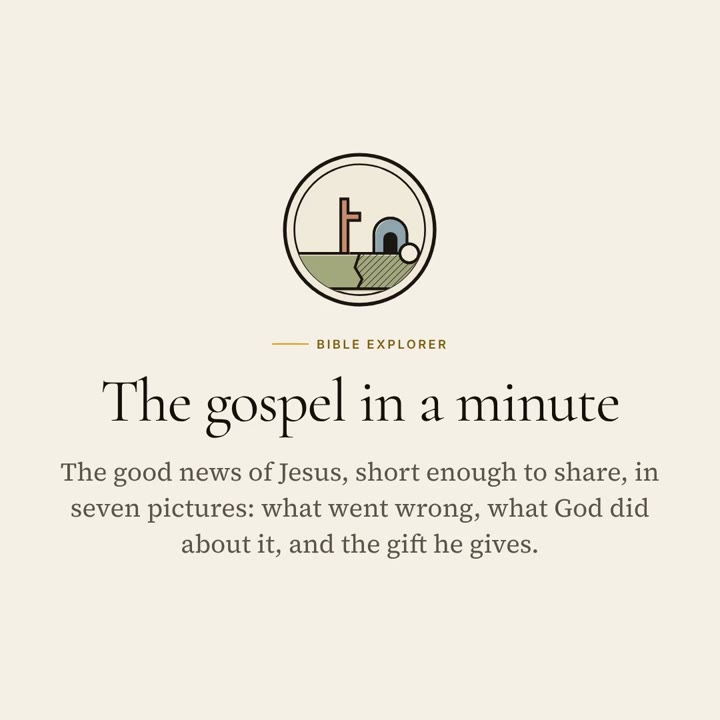 BIBLE EXPLORER
The gospel in a minute
The good news of Jesus, short enough to share, in
seven pictures: what went wrong, what God did
about it, and the gift he gives.